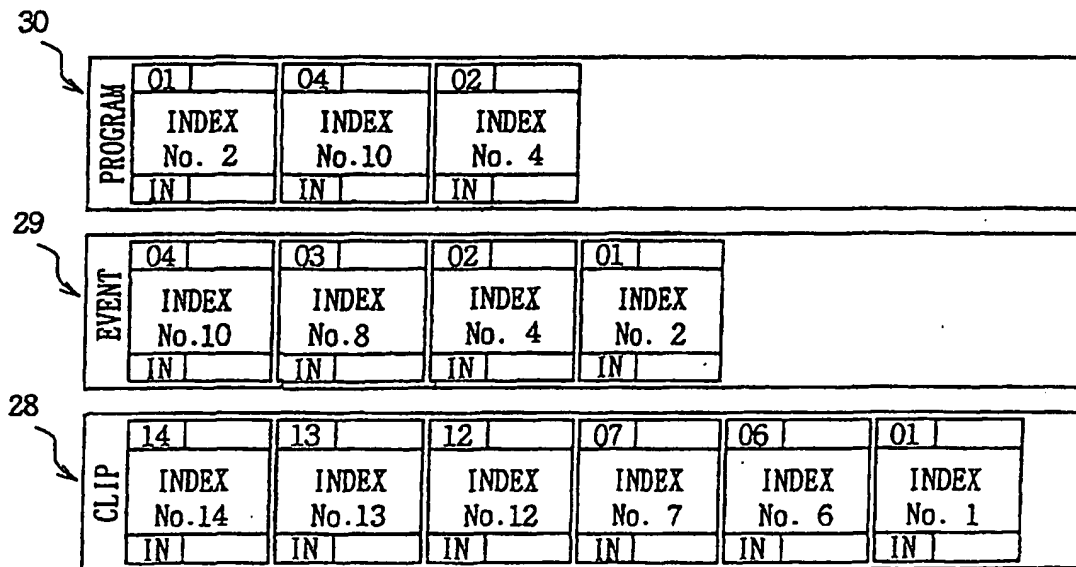 30
PROGRAM
01 04 02
INDEX INDEX INDEX
No. 2 No.10 No. 4
IN IN IN
29
EVENT
04 03 02 01
INDEX INDEX INDEX INDEX
No.10 No.8 No. 4 No. 2
IN IN IN IN
28
CLIP
14 13 12 07 06 01
INDEX INDEX INDEX INDEX INDEX INDEX
No.14 No.13 No.12 No. 7 No. 6 No. 1
IN IN IN IN IN IN